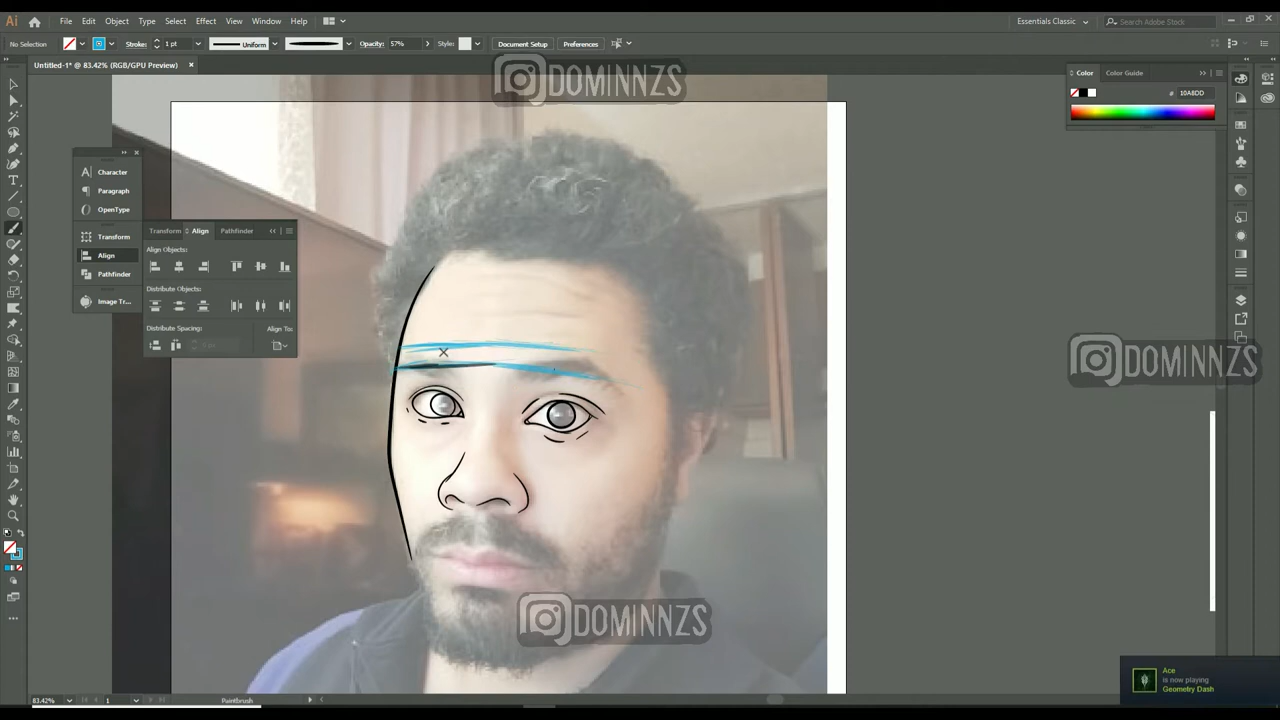 Ai File Edit Object Type Select Effect View Window Help Essentials Classic Search Adobe Stock
No Selection Stroke: 1 pt Uniform Opacity: 57% Style: Document Setup Preferences
Untitled-1* @ 83.42% (RGB/GPU Preview)
DOMINNZS
Color Color Guide
# 10A8DD
Character
Paragraph
OpenType
Transform
Align
Pathfinder
Image Tr...
Transform Align Pathfinder
Align Objects:
Distribute Objects:
Distribute Spacing:
Align To:
DOMINNZS
DOMINNZS
Ace
is now playing
Geometry Dash
83.42% 1 Paintbrush